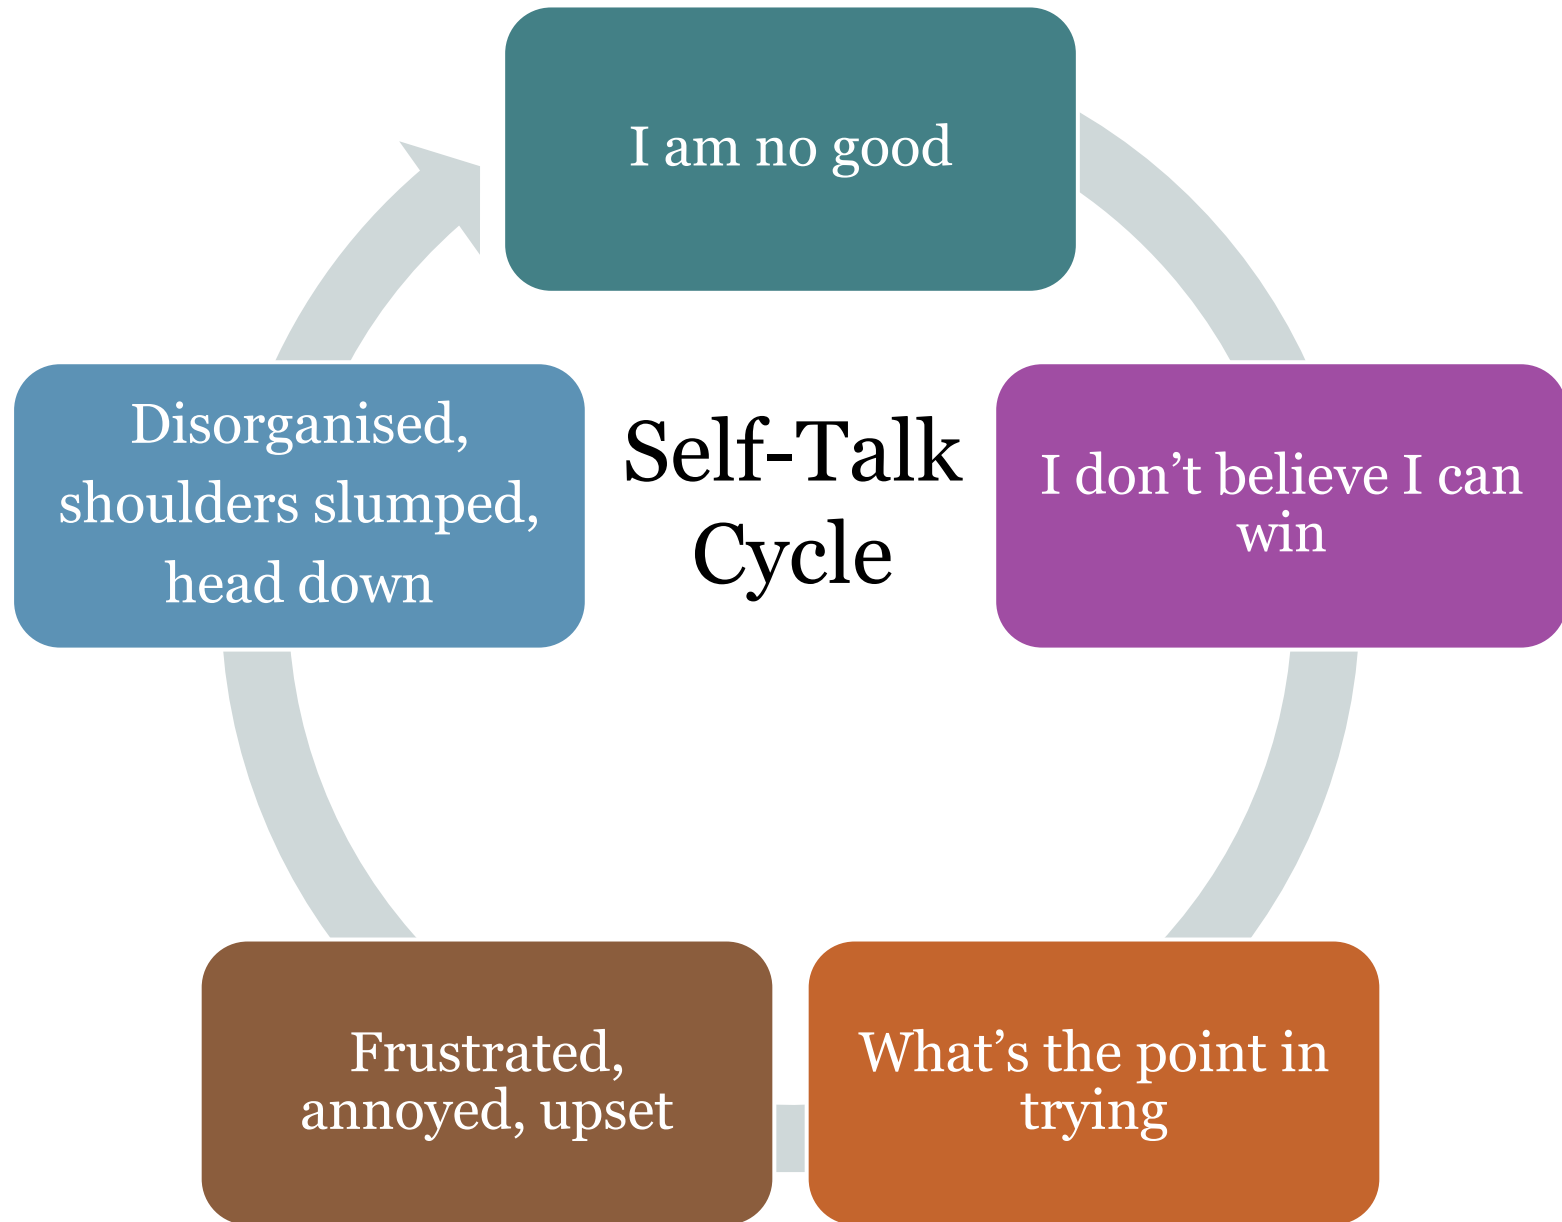 I am no good
Self-Talk
Cycle
I don’t believe I can
win
What’s the point in
trying
Frustrated,
annoyed, upset
Disorganised,
shoulders slumped,
head down